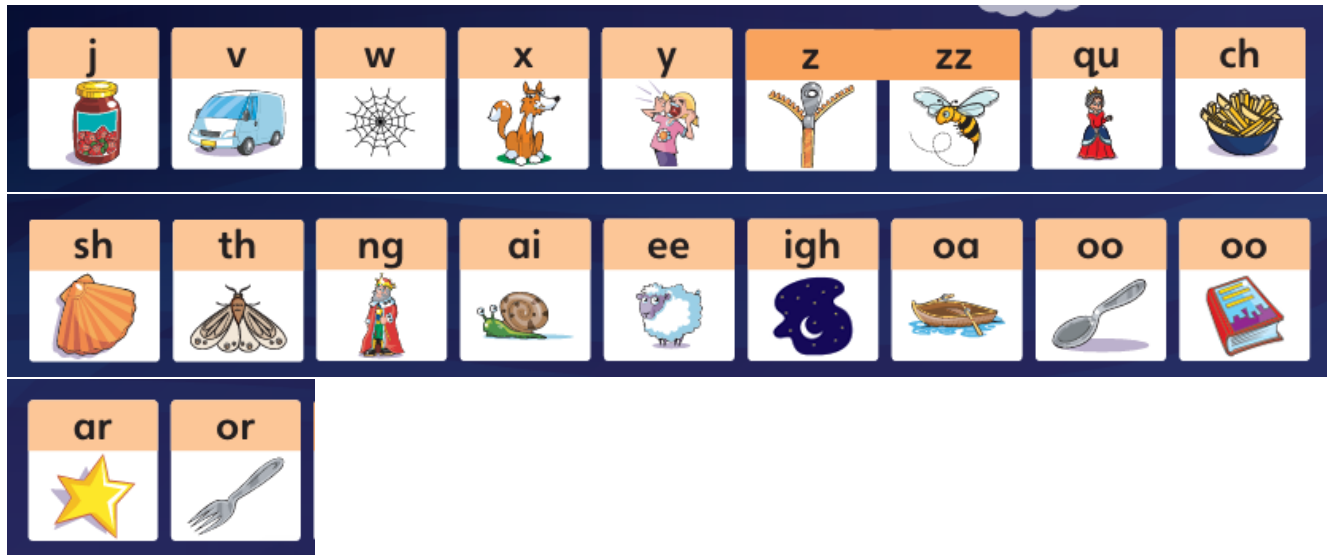 j v w x y z zz qu ch
sh th ng ai ee igh oa oo oo
ar or